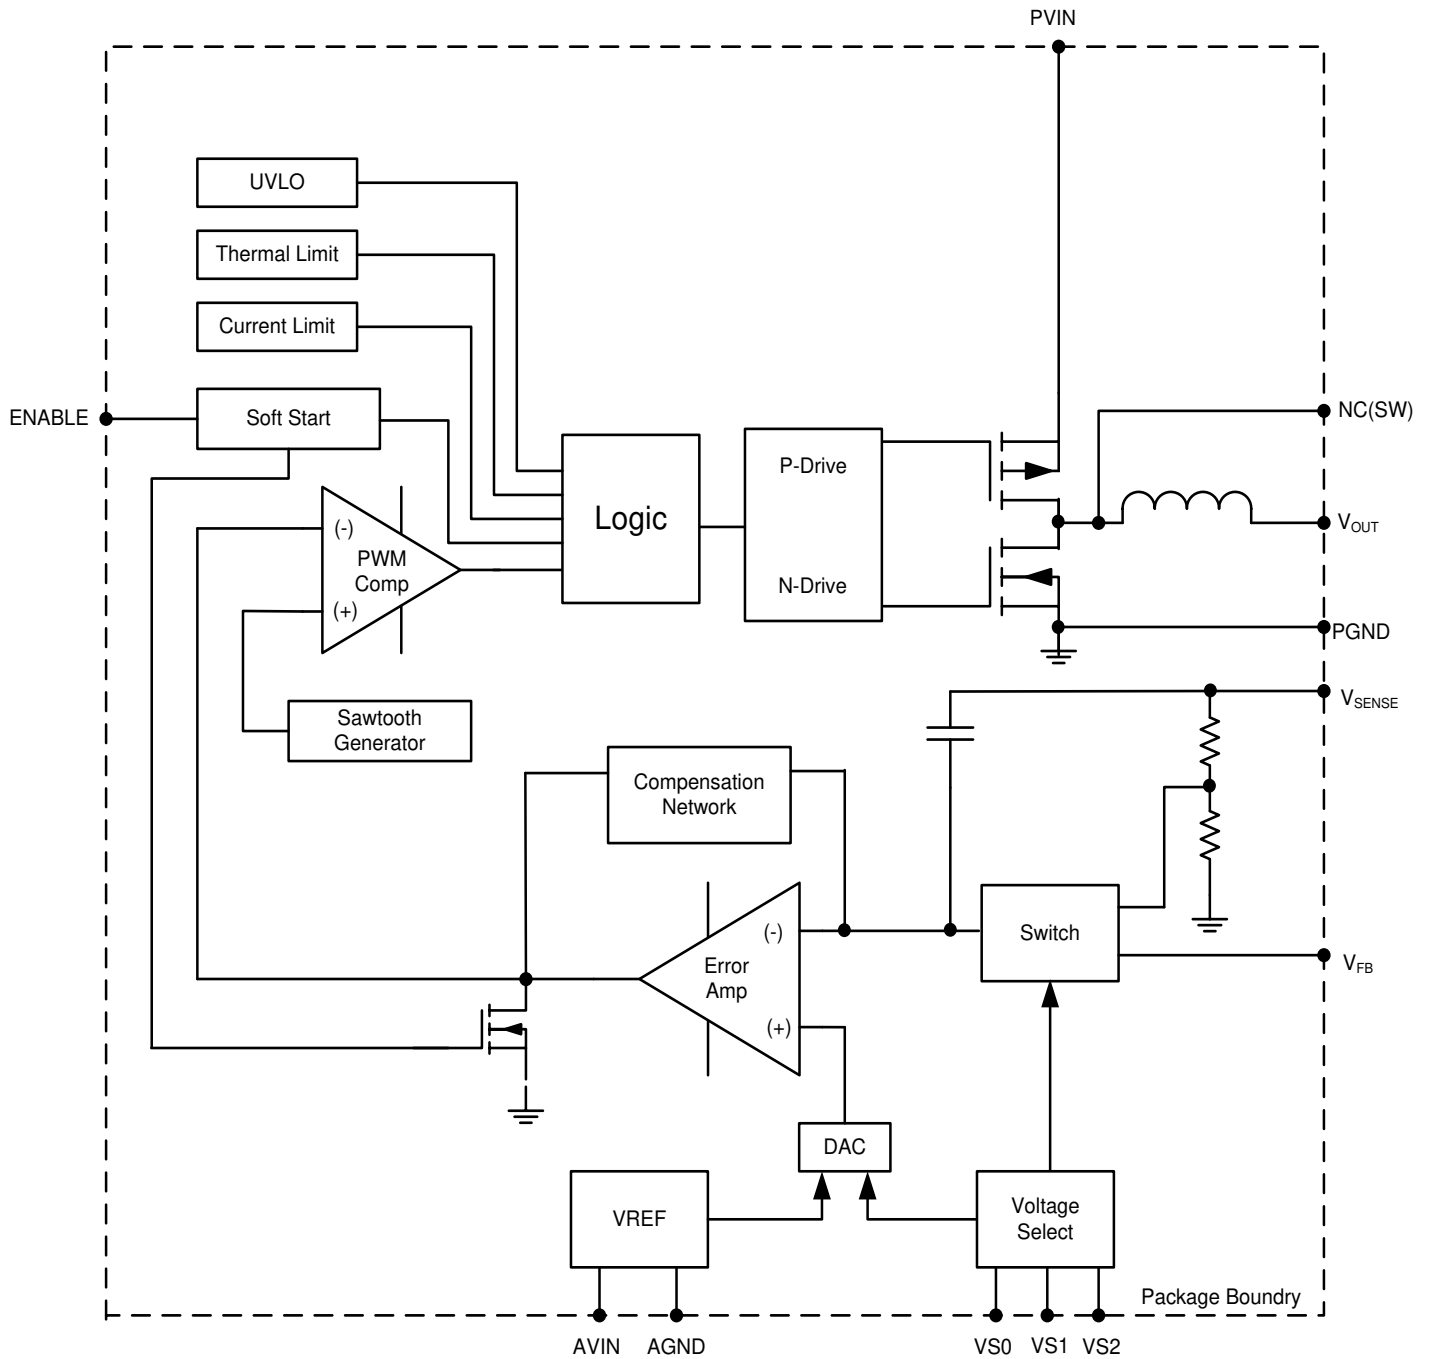 PVIN
UVLO
Thermal Limit
Current Limit
ENABLE
Soft Start
NC(SW)
P-Drive
Logic
VOUT
(-)
PWM
Comp
(+)
N-Drive
PGND
VSENSE
Sawtooth
Generator
Compensation
Network
(-)
Switch
Error
Amp
VFB
(+)
DAC
VREF
Voltage
Select
Package Boundry
AVIN
AGND
VS0
VS1
VS2